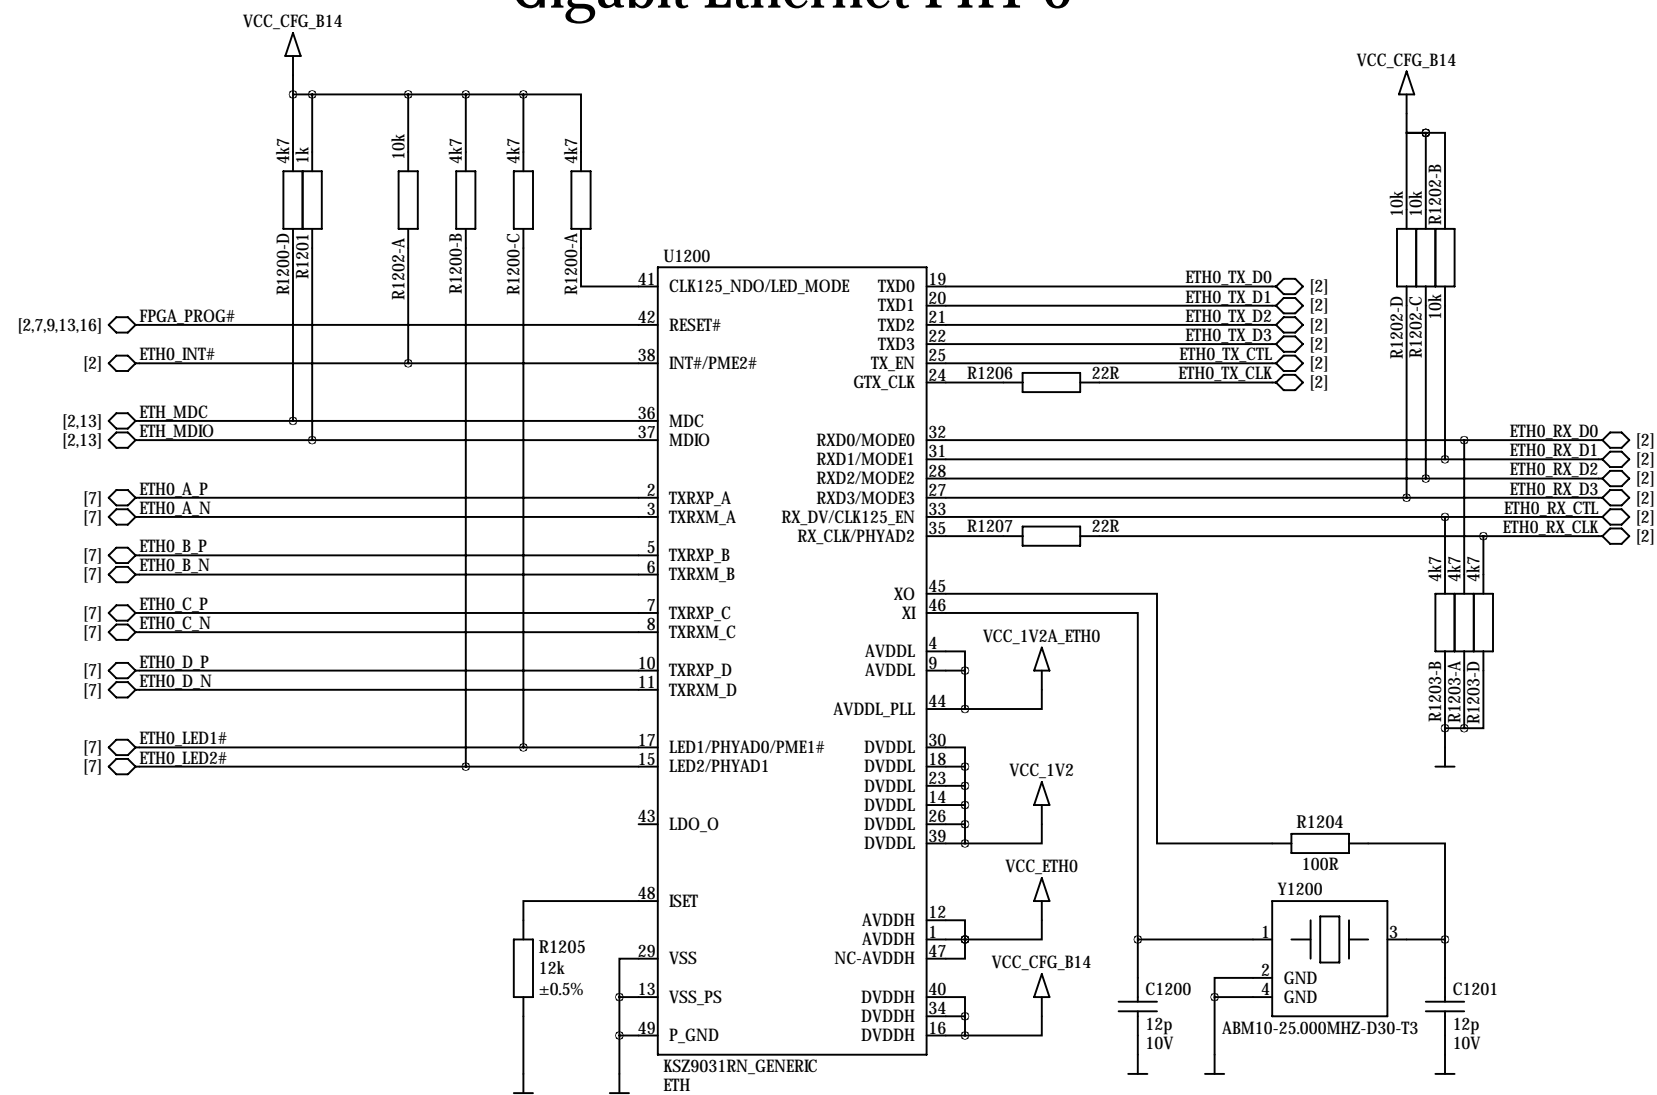 Gigabit Ethernet PHY 0
VCC_CFG_B14
VCC_CFG_B14
4k7
1k
10k
4k7
4k7
4k7
R1200-D
R1201
R1202-A
R1200-B
R1200-C
R1200-A
10k
10k
R1202-B
R1202-D
R1202-C
10k
U1200
41 CLK125_NDO/LED_MODE
[2,7,9,13,16] FPGA_PROG# 42 RESET#
[2] ETH0_INT# 38 INT#/PME2#
[2,13] ETH_MDC 36 MDC
[2,13] ETH_MDIO 37 MDIO
[7] ETH0_A_P 2 TXRXP_A
[7] ETH0_A_N 3 TXRXM_A
[7] ETH0_B_P 5 TXRXP_B
[7] ETH0_B_N 6 TXRXM_B
[7] ETH0_C_P 7 TXRXP_C
[7] ETH0_C_N 8 TXRXM_C
[7] ETH0_D_P 10 TXRXP_D
[7] ETH0_D_N 11 TXRXM_D
[7] ETH0_LED1# 17 LED1/PHYAD0/PME1#
[7] ETH0_LED2# 15 LED2/PHYAD1
43 LDO_O
48 ISET
R1205
12k
±0.5%
29 VSS
13 VSS_PS
49 P_GND
KSZ9031RN_GENERIC
ETH
TXD0 19 ETH0_TX_D0 [2]
TXD1 20 ETH0_TX_D1 [2]
TXD2 21 ETH0_TX_D2 [2]
TXD3 22 ETH0_TX_D3 [2]
TX_EN 25 ETH0_TX_CTL [2]
GTX_CLK 24 R1206 22R ETH0_TX_CLK [2]
RXD0/MODE0 32 ETH0_RX_D0 [2]
RXD1/MODE1 31 ETH0_RX_D1 [2]
RXD2/MODE2 28 ETH0_RX_D2 [2]
RXD3/MODE3 27 ETH0_RX_D3 [2]
RX_DV/CLK125_EN 33 ETH0_RX_CTL [2]
RX_CLK/PHYAD2 35 R1207 22R ETH0_RX_CLK [2]
4k7
4k7
4k7
R1203-B
R1203-A
R1203-D
XO 45
XI 46
VCC_1V2A_ETH0
AVDDL 4
AVDDL 9
AVDDL_PLL 44
DVDDL 30
DVDDL 18
VCC_1V2
DVDDL 23
DVDDL 14
DVDDL 26
DVDDL 39
VCC_ETH0
AVDDH 12
AVDDH 1
NC-AVDDH 47
VCC_CFG_B14
DVDDH 40
DVDDH 34
DVDDH 16
R1204
100R
Y1200
1
3
2 GND
4 GND
ABM10-25.000MHZ-D30-T3
C1200
12p
10V
C1201
12p
10V